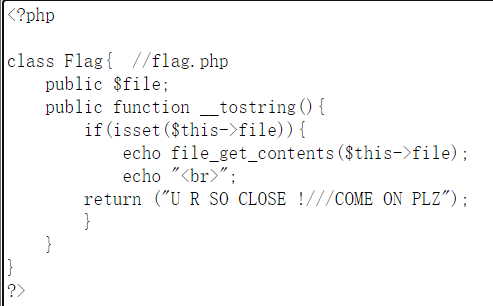 <?php
class Flag{  //flag.php
    public $file;
    public function __tostring(){
        if(isset($this->file)){
            echo file_get_contents($this->file);
            echo "<br>";
        return ("U R SO CLOSE !///COME ON PLZ");
        }
    }
}
?>